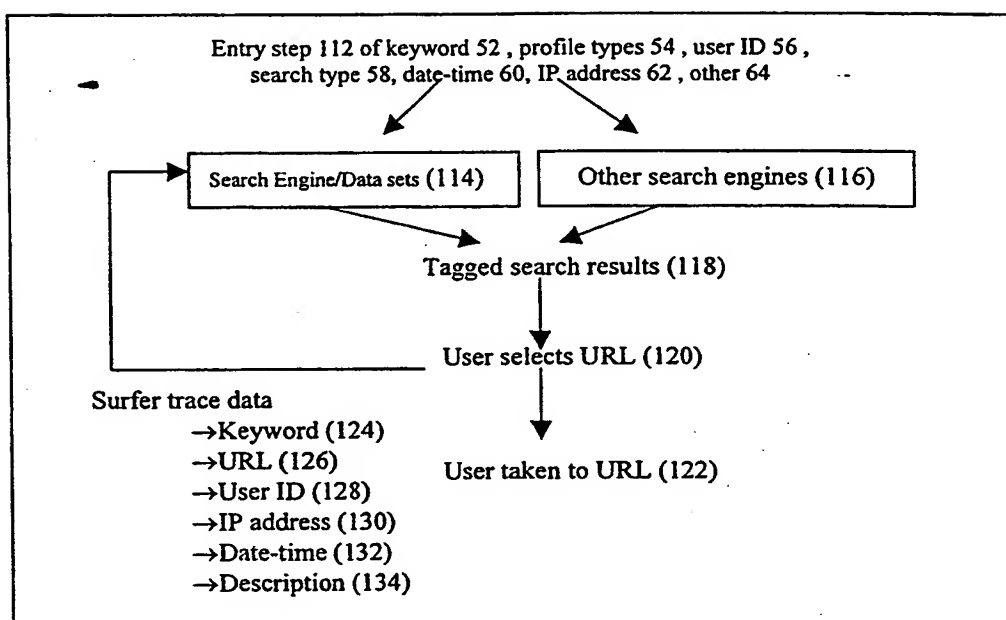 Entry step 112 of keyword 52 , profile types 54 , user ID 56 ,
search type 58, date-time 60, IP address 62 , other 64
Search Engine/Data sets (114)
Other search engines (116)
Tagged search results (118)
User selects URL (120)
Surfer trace data
→Keyword (124)
→URL (126)
User taken to URL (122)
→User ID (128)
→IP address (130)
→Date-time (132)
→Description (134)